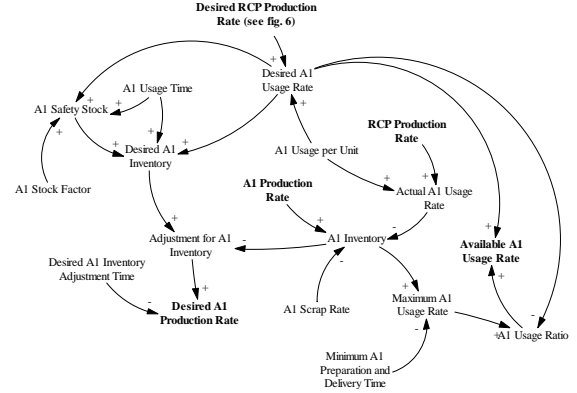 Desired RCP Production
Rate (see fig. 6)
+
Desired A1
Usage Rate
A1 Usage Time
+
+
A1 Safety Stock
+
+
+
+
Desired A1
Inventory
+
A1 Stock Factor
A1 Usage per Unit
+
RCP Production
Rate
+
+
Actual A1 Usage
Rate
A1 Production
Rate
+
-
A1 Inventory
-
-
A1 Scrap Rate
+
Adjustment for A1
Inventory
Desired A1 Inventory
Adjustment Time
-
+
Desired A1
Production Rate
+
Available A1
Usage Rate
+
+
Maximum A1
Usage Rate
-
Minimum A1
Preparation and
Delivery Time
-
+
A1 Usage Ratio